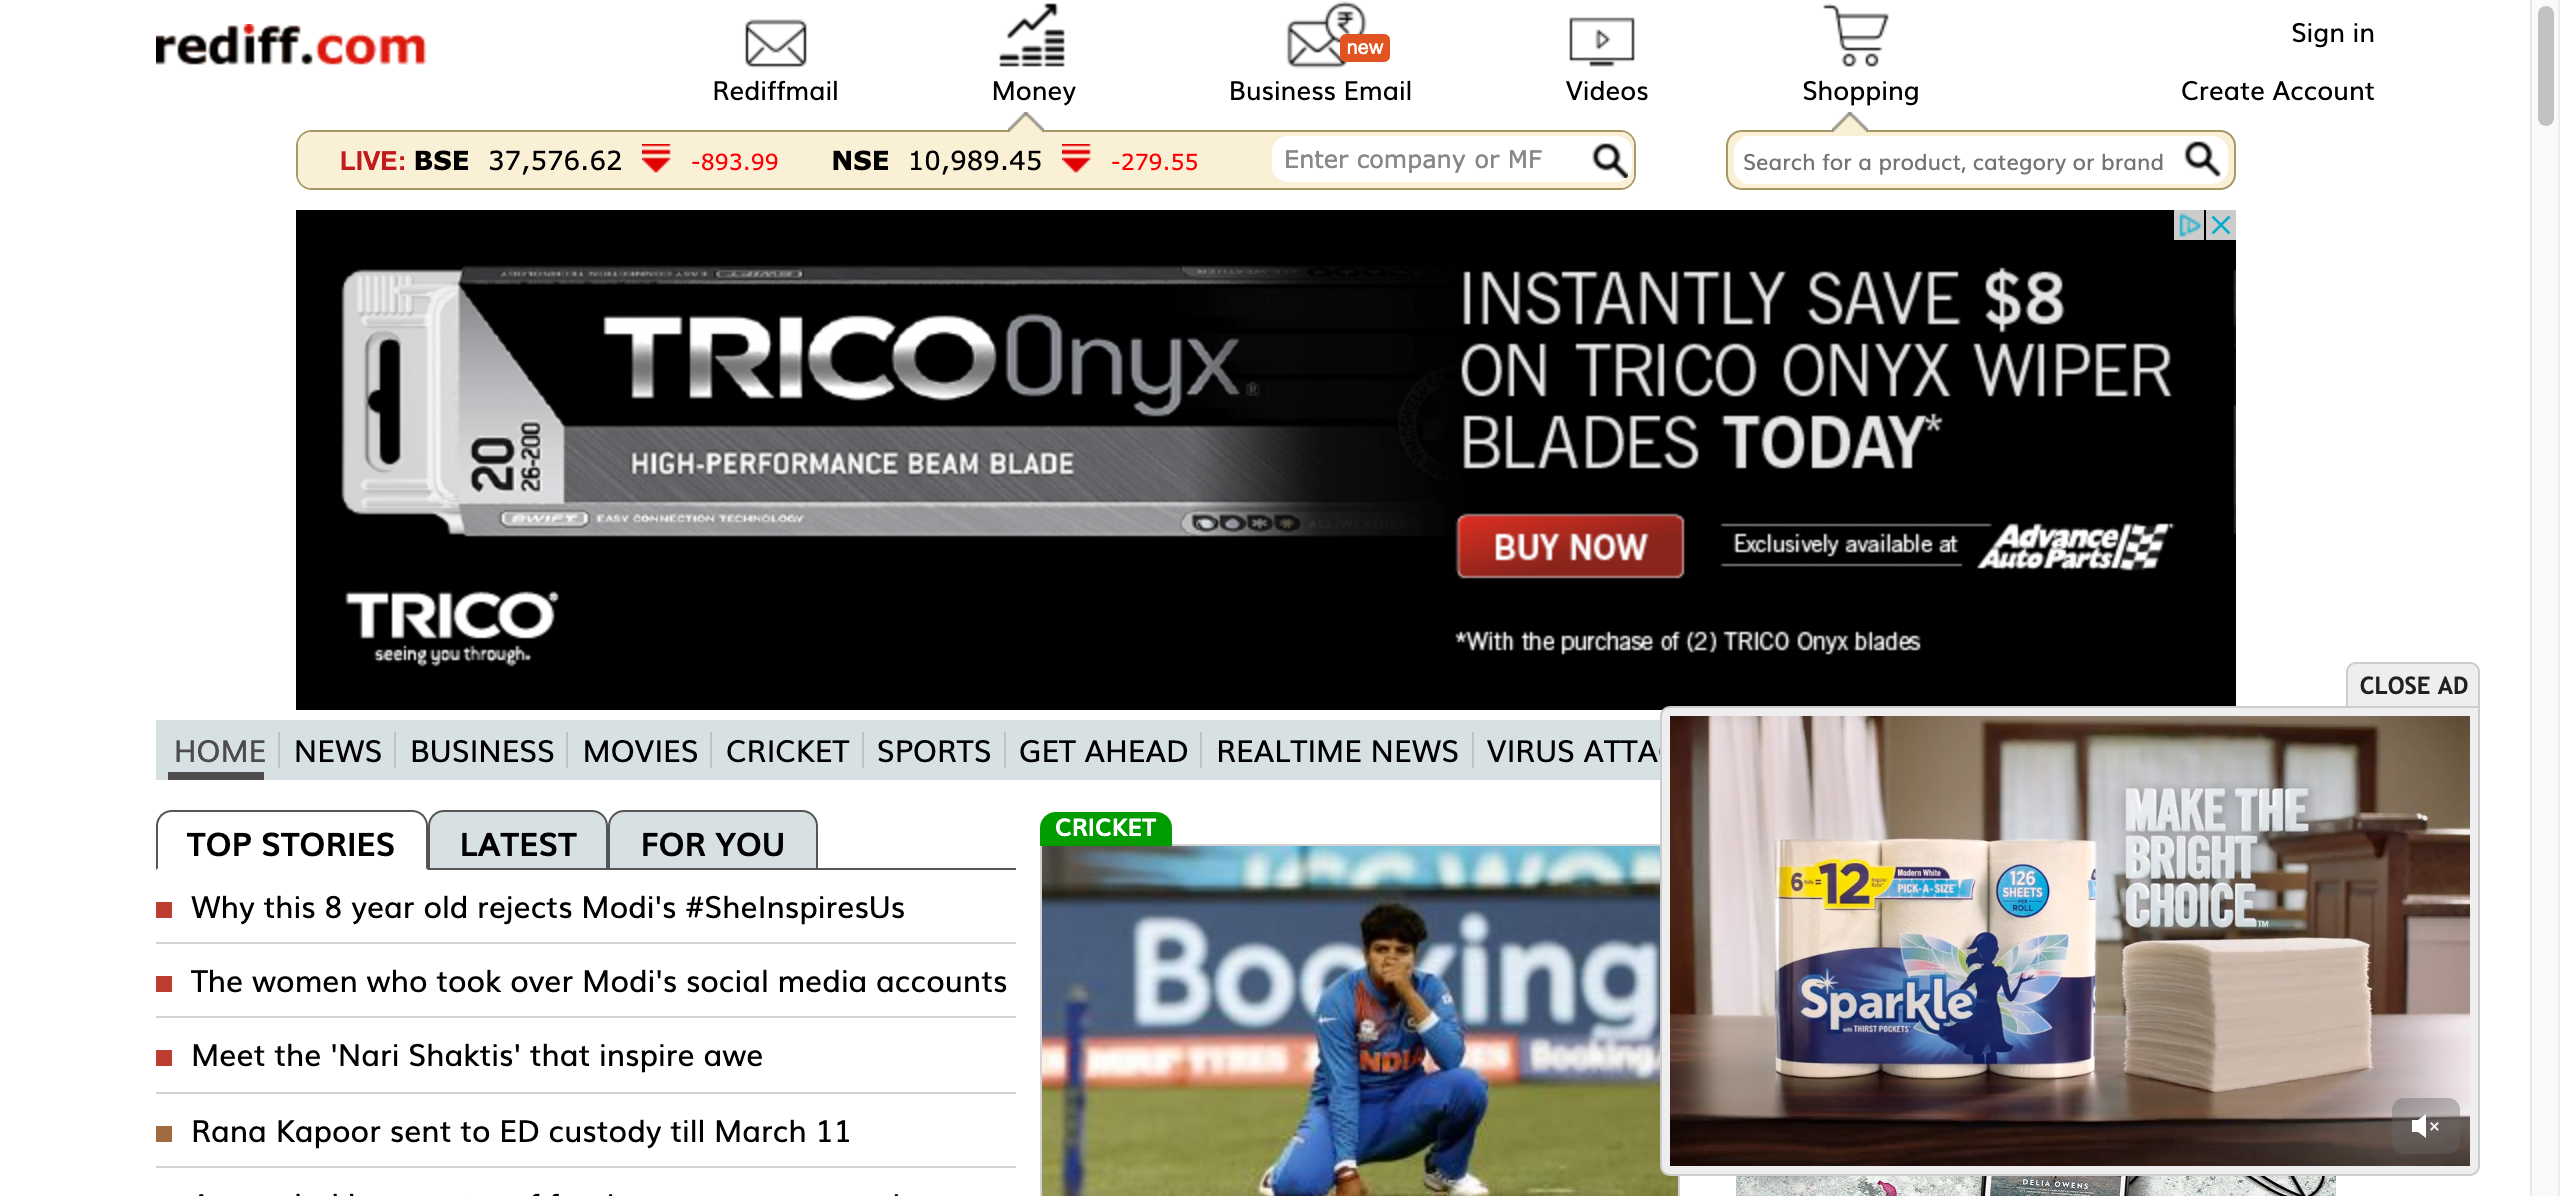 rediff.com
Rediffmail
Money
new
Business Email
Videos
Shopping
Sign in
Create Account
LIVE: BSE 37,576.62 -893.99 NSE 10,989.45 -279.55
Enter company or MF
Search for a product, category or brand
TRICO Onyx®
HIGH-PERFORMANCE BEAM BLADE
20
26-200
SWIFT EASY CONNECTION TECHNOLOGY
TRICO®
seeing you through.
INSTANTLY SAVE $8
ON TRICO ONYX WIPER
BLADES TODAY*
BUY NOW
Exclusively available at
Advance
Auto Parts
*With the purchase of (2) TRICO Onyx blades
CLOSE AD
HOME NEWS BUSINESS MOVIES CRICKET SPORTS GET AHEAD REALTIME NEWS VIRUS ATTA
TOP STORIES LATEST FOR YOU
Why this 8 year old rejects Modi's #SheInspiresUs
The women who took over Modi's social media accounts
Meet the 'Nari Shaktis' that inspire awe
Rana Kapoor sent to ED custody till March 11
CRICKET
Booking
INDIA
Booking.
MAKE THE
BRIGHT
CHOICE™
6 = 12
Modern White
PICK-A-SIZE
126
SHEETS
PER
ROLL
Sparkle
with THIRST POCKETS
DELIA OWENS